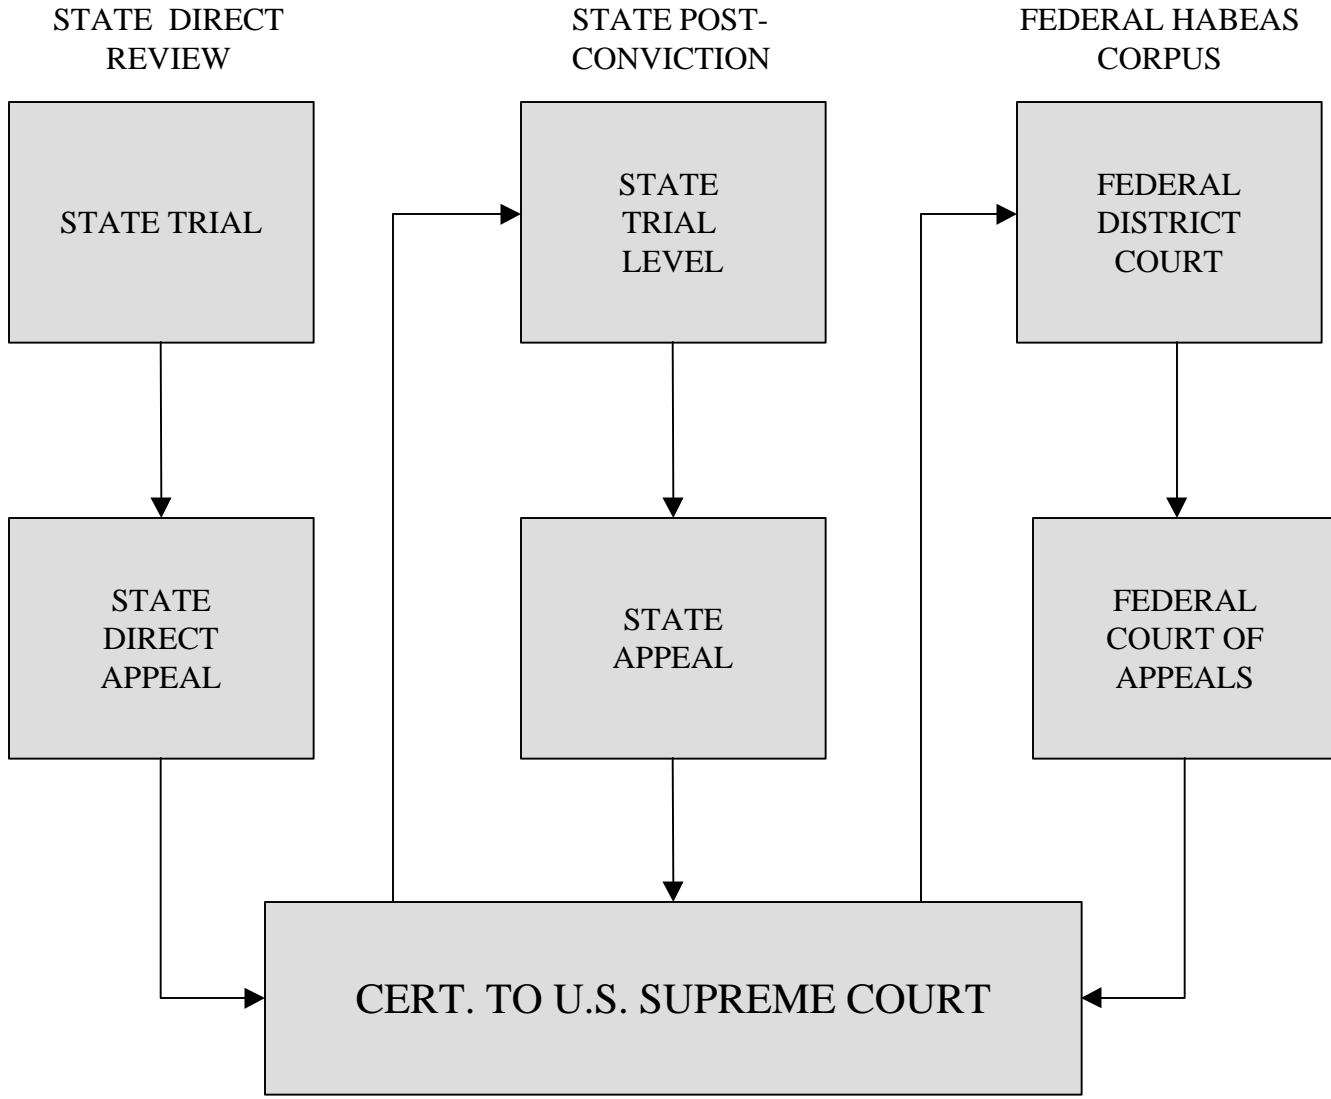 STATE DIRECT
REVIEW
STATE POST-
CONVICTION
FEDERAL HABEAS
CORPUS
STATE TRIAL
STATE
TRIAL
LEVEL
FEDERAL
DISTRICT
COURT
STATE
DIRECT
APPEAL
STATE
APPEAL
FEDERAL
COURT OF
APPEALS
CERT. TO U.S. SUPREME COURT